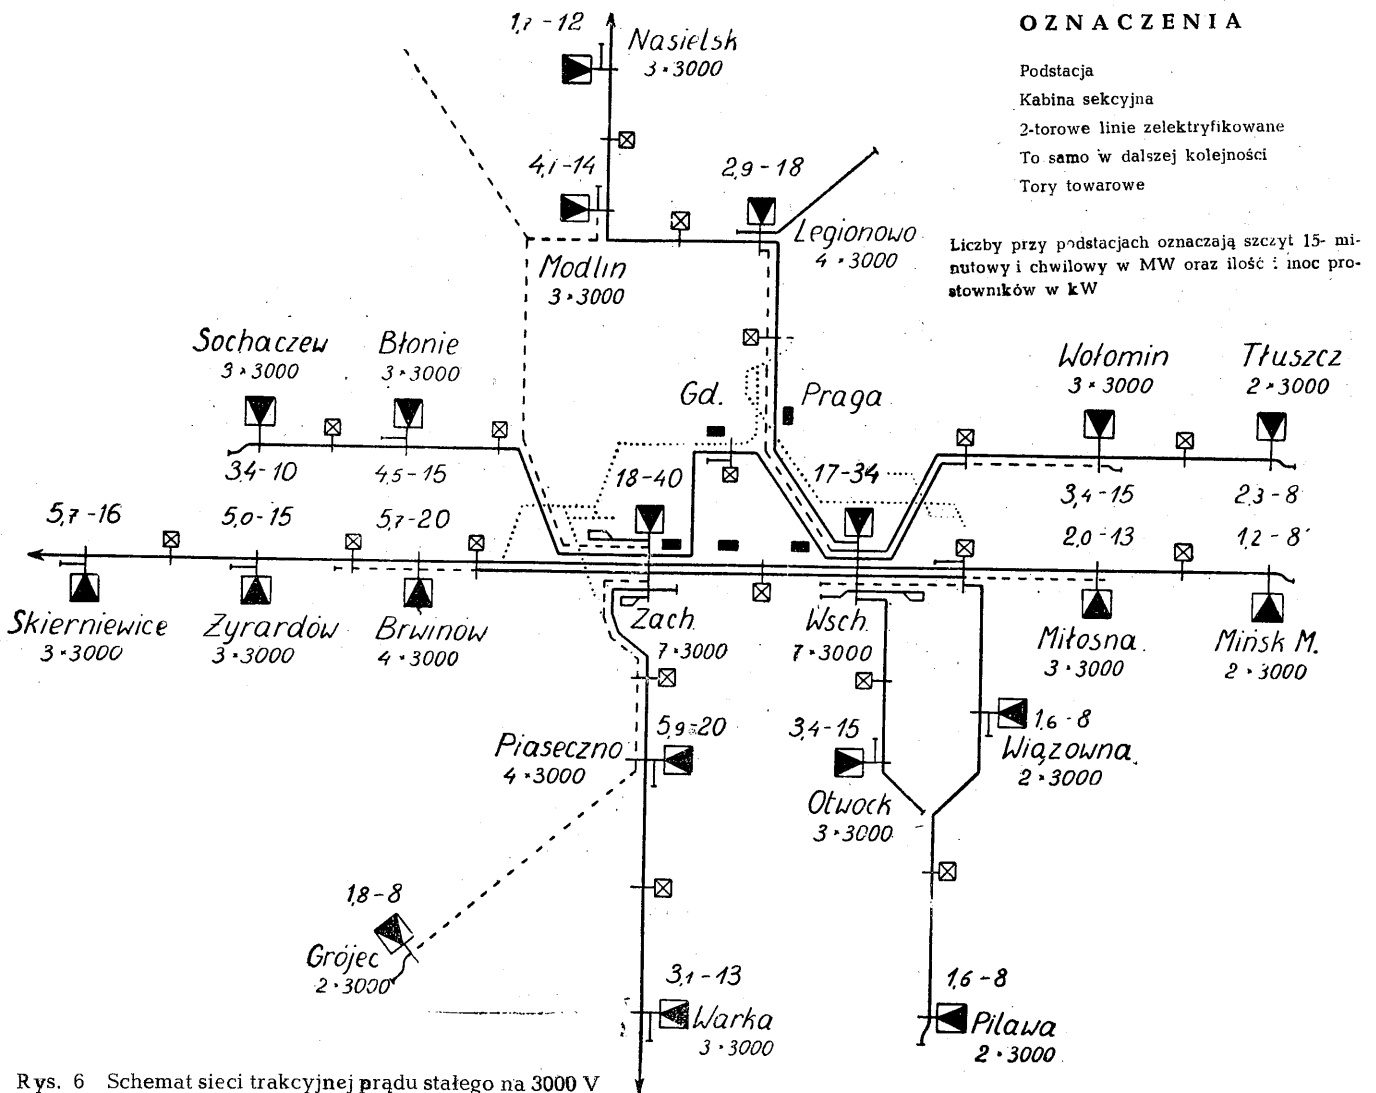 1,7-12
Nasielsk
3×3000
OZNACZENIA
Podstacja
Kabina sekcyjna
2-torowe linie zelektryfikowane
To samo w dalszej kolejności
Tory towarowe
Liczby przy podstacjach oznaczają szczyt 15- mi-
nutowy i chwilowy w MW oraz ilość i moc pro-
stowników w kW
4,1-14
2,9-18
Legionowo
4×3000
Modlin
3×3000
Sochaczew
3×3000
Błonie
3×3000
Gd.
Praga
Wołomin
3×3000
Tłuszcz
2×3000
3,4-10
4,5-15
18-40
17-34
3,4-15
2,3-8
5,7-16
5,0-15
5,7-20
2,0-13
1,2-8
Skierniewice
3×3000
Żyrardów
3×3000
Brwinów
4×3000
Zach.
7×3000
Wsch.
7×3000
Miłosna.
3×3000
Mińsk M.
2×3000
5,9-20
Piaseczno
4×3000
3,4-15
Otwock
3×3000
1,6-8
Wiązowna
2×3000
1,8-8
Grójec
2×3000
3,1-13
Warka
3×3000
1,6-8
Pilawa
2×3000
Rys. 6 Schemat sieci trakcyjnej prądu stałego na 3000 V